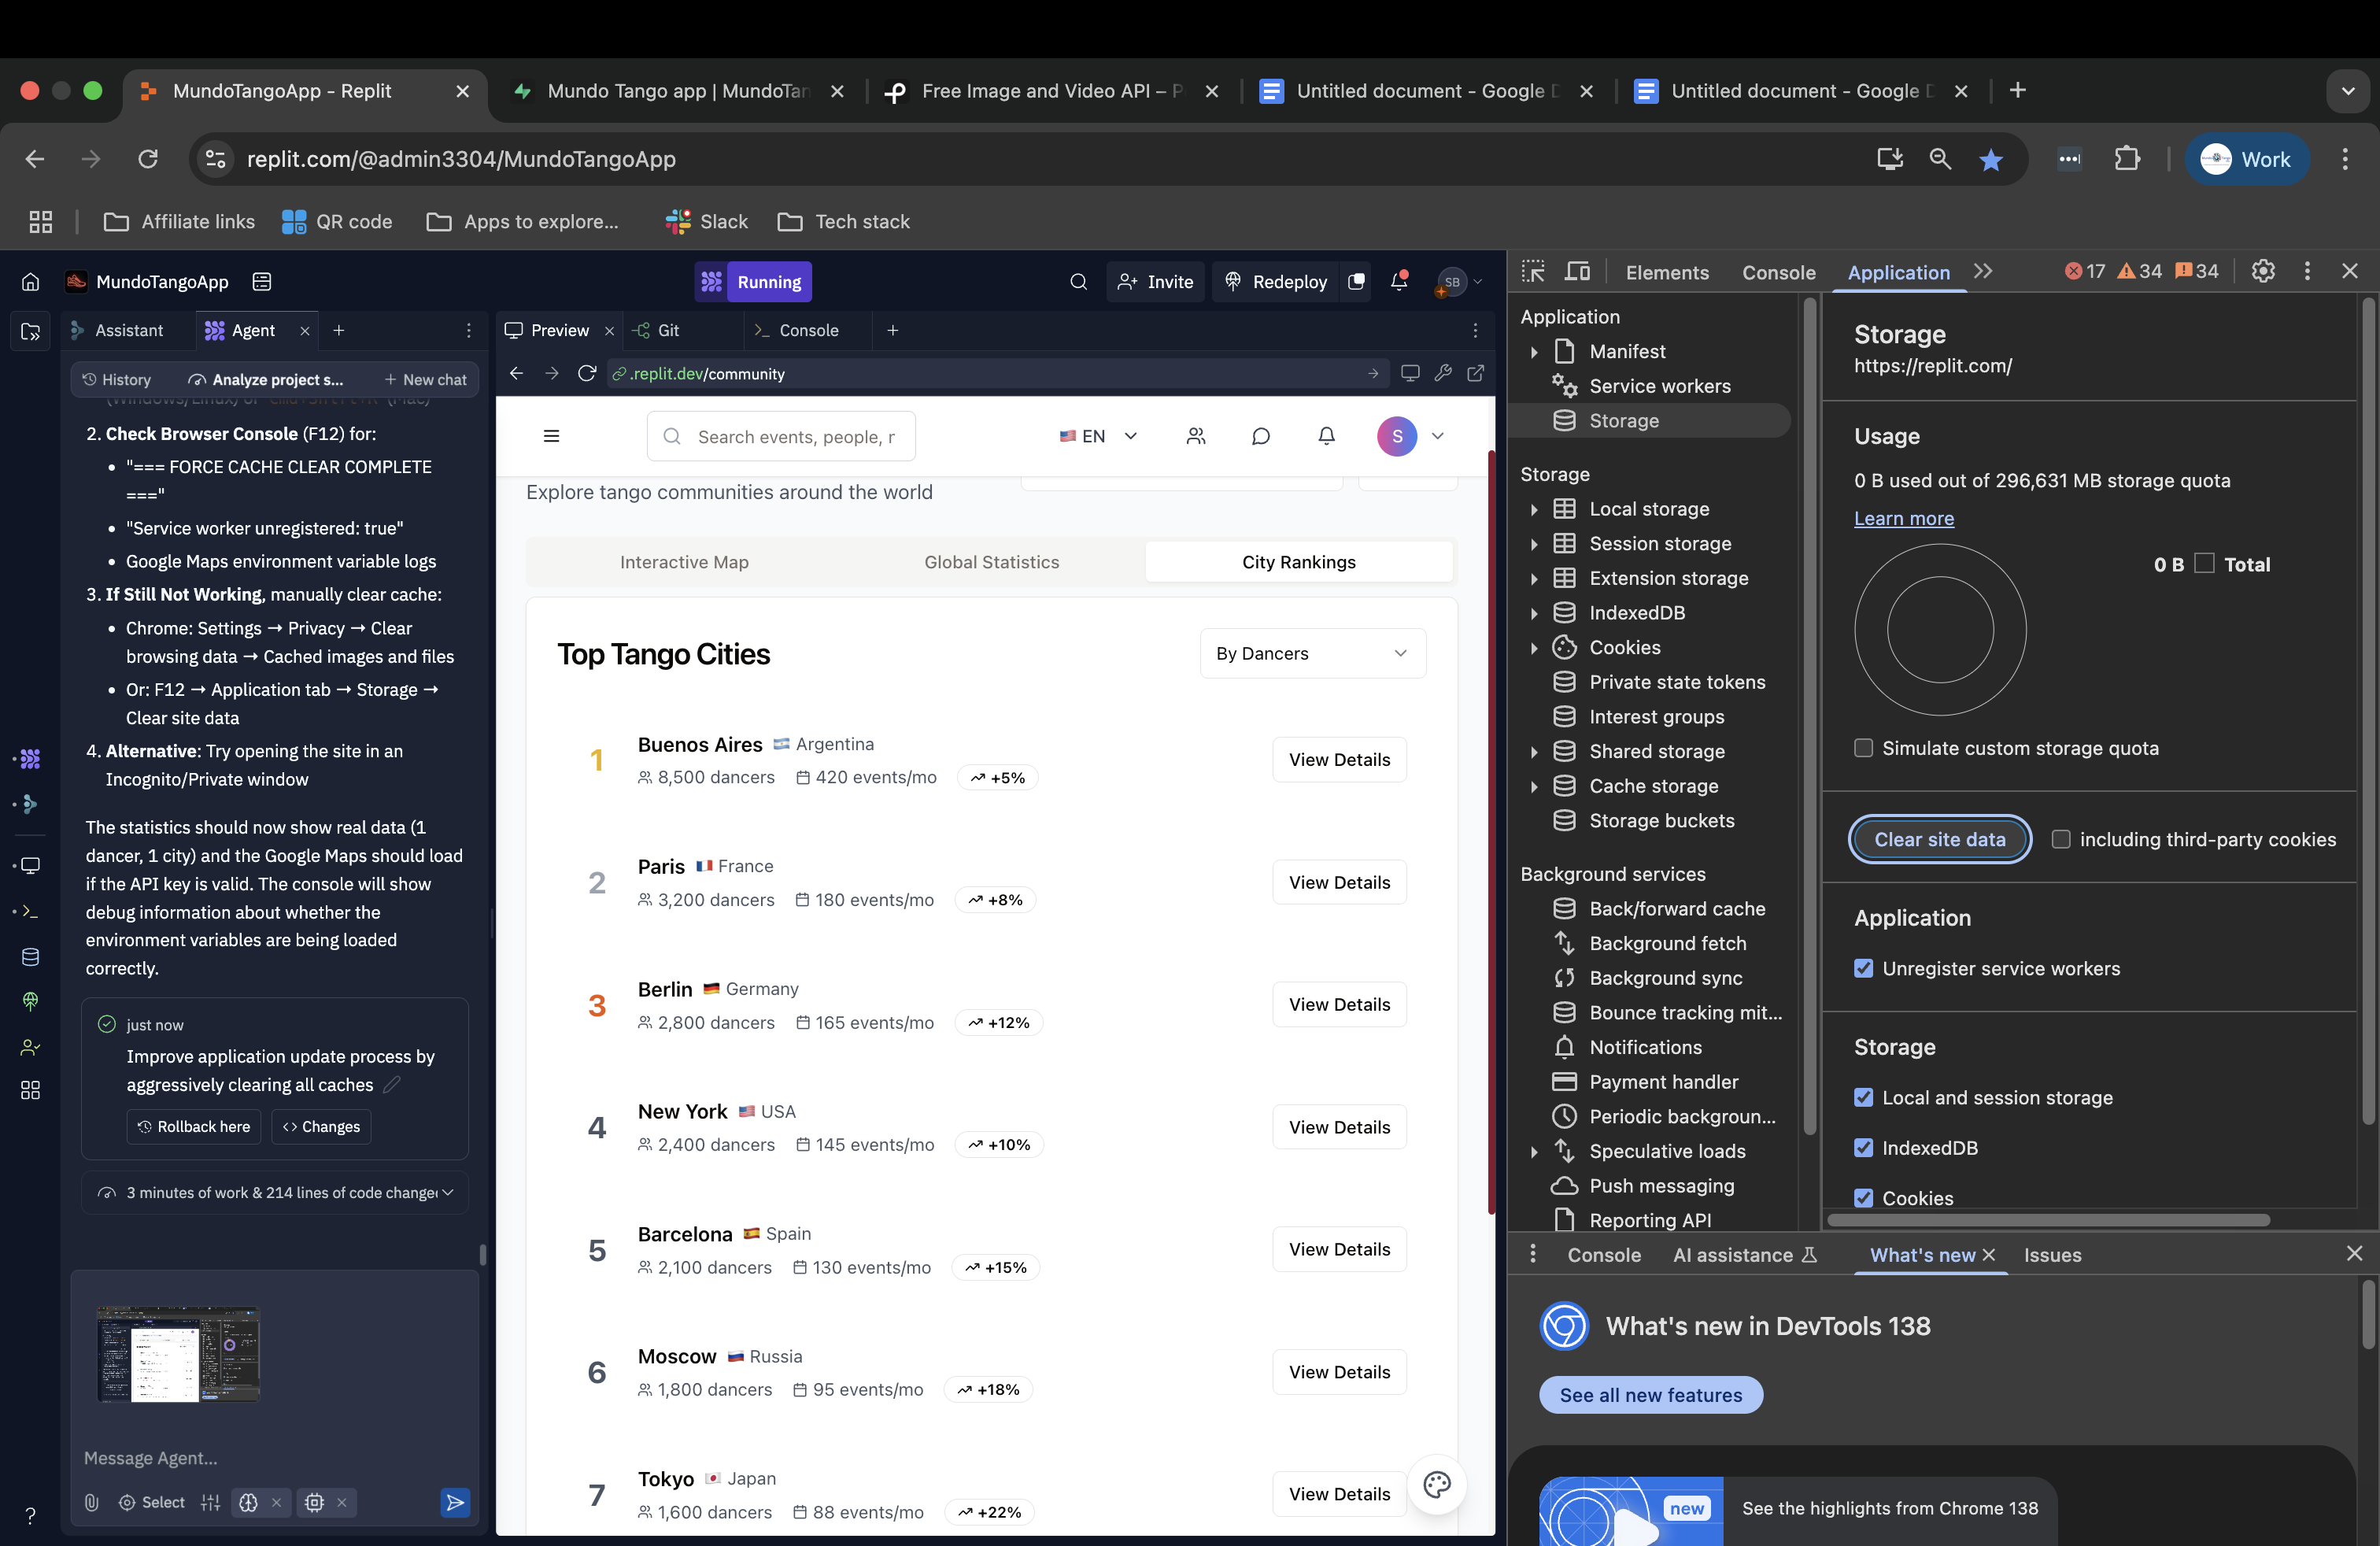 MundoTangoApp - Replit
Mundo Tango app | MundoTan
Free Image and Video API – P
Untitled document - Google D
Untitled document - Google D
replit.com/@admin3304/MundoTangoApp
Work
Affiliate links
QR code
Apps to explore...
Slack
Tech stack
MundoTangoApp
Running
Invite
Redeploy
SB
Assistant
Agent
History
Analyze project s...
New chat
2. Check Browser Console (F12) for:
• "=== FORCE CACHE CLEAR COMPLETE
==="
• "Service worker unregistered: true"
• Google Maps environment variable logs
3. If Still Not Working, manually clear cache:
• Chrome: Settings → Privacy → Clear
browsing data → Cached images and files
• Or: F12 → Application tab → Storage →
Clear site data
4. Alternative: Try opening the site in an
Incognito/Private window
The statistics should now show real data (1
dancer, 1 city) and the Google Maps should load
if the API key is valid. The console will show
debug information about whether the
environment variables are being loaded
correctly.
just now
Improve application update process by
aggressively clearing all caches
Rollback here
Changes
3 minutes of work & 214 lines of code change
Message Agent...
Select
Preview
Git
Console
.replit.dev/community
Search events, people, r
EN
S
Explore tango communities around the world
Interactive Map
Global Statistics
City Rankings
Top Tango Cities
By Dancers
1
Buenos Aires Argentina
8,500 dancers 420 events/mo +5%
View Details
2
Paris France
3,200 dancers 180 events/mo +8%
View Details
3
Berlin Germany
2,800 dancers 165 events/mo +12%
View Details
4
New York USA
2,400 dancers 145 events/mo +10%
View Details
5
Barcelona Spain
2,100 dancers 130 events/mo +15%
View Details
6
Moscow Russia
1,800 dancers 95 events/mo +18%
View Details
7
Tokyo Japan
1,600 dancers 88 events/mo +22%
View Details
Elements
Console
Application
17
34
34
Application
Manifest
Service workers
Storage
Storage
Local storage
Session storage
Extension storage
IndexedDB
Cookies
Private state tokens
Interest groups
Shared storage
Cache storage
Storage buckets
Background services
Back/forward cache
Background fetch
Background sync
Bounce tracking mit...
Notifications
Payment handler
Periodic backgroun...
Speculative loads
Push messaging
Reporting API
Storage
https://replit.com/
Usage
0 B used out of 296,631 MB storage quota
Learn more
0 B Total
Simulate custom storage quota
Clear site data
including third-party cookies
Application
Unregister service workers
Storage
Local and session storage
IndexedDB
Cookies
Console
AI assistance
What's new
Issues
What's new in DevTools 138
See all new features
new
See the highlights from Chrome 138